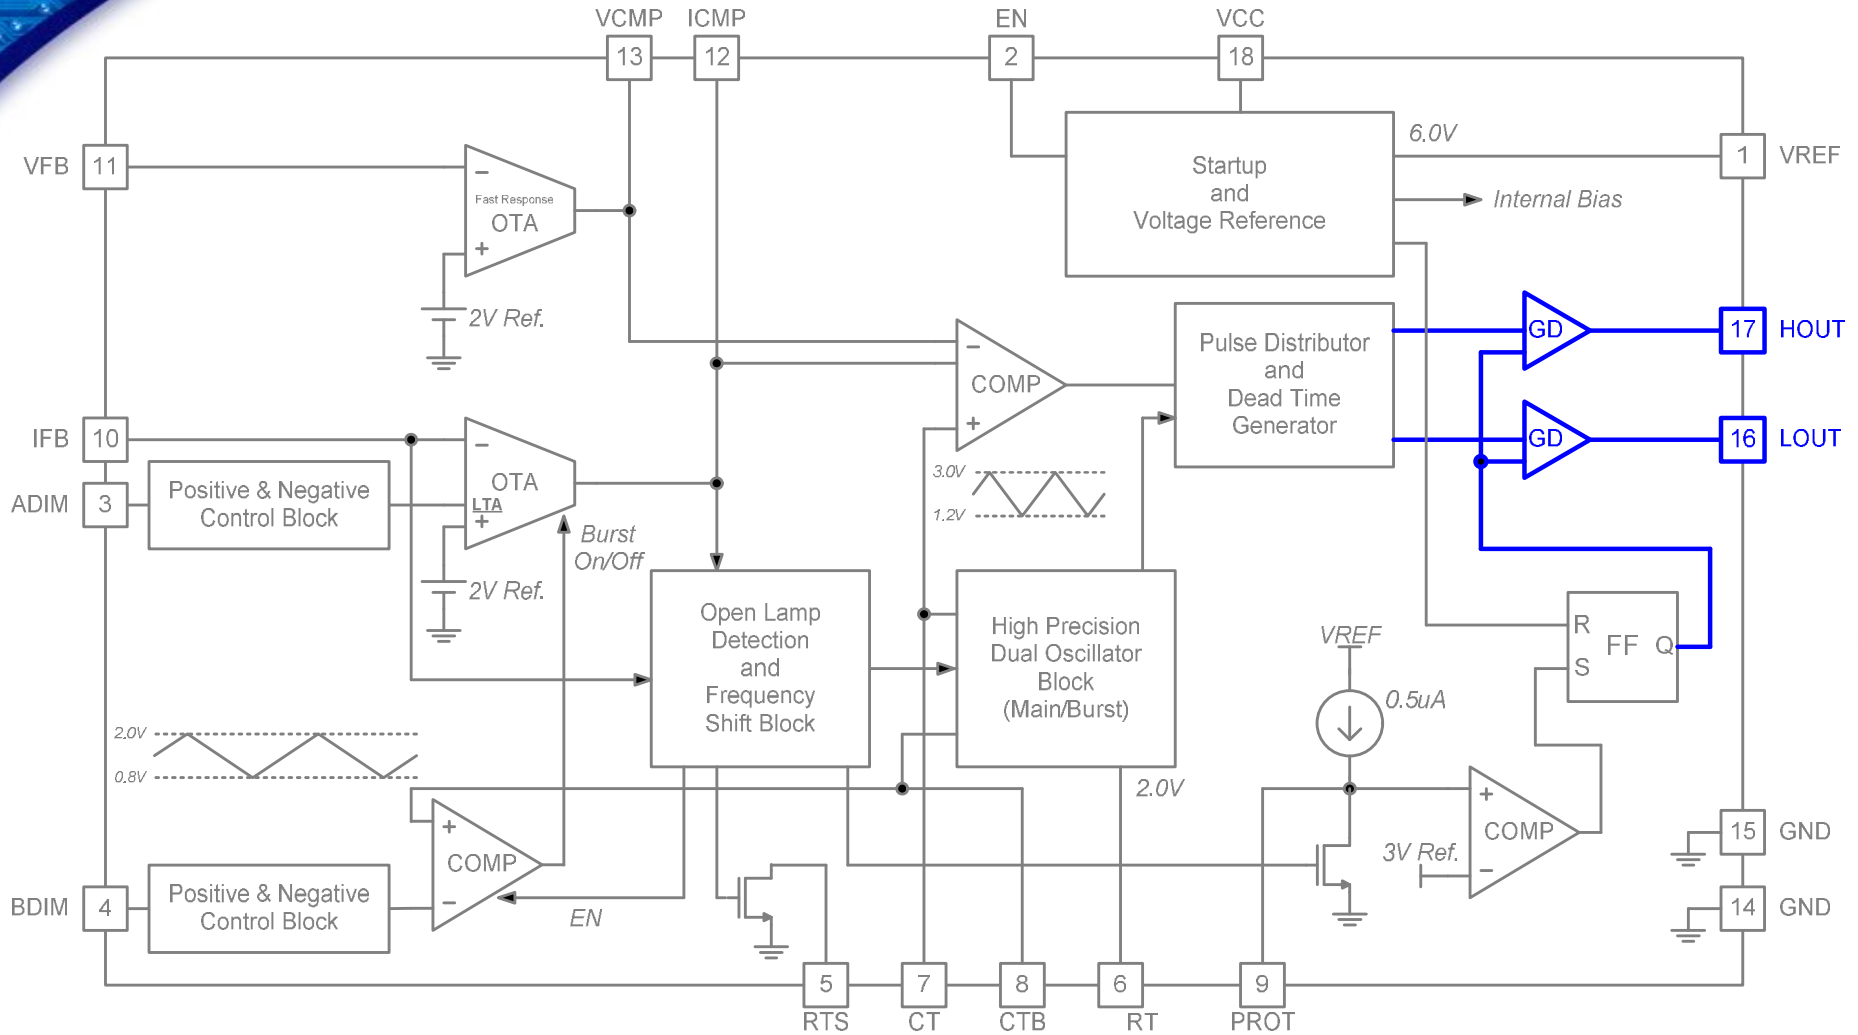 VCMP ICMP EN VCC
13 12 2 18
VFB 11
−
Fast Response
OTA
+
2V Ref.
Startup
and
Voltage Reference
6.0V
1 VREF
Internal Bias
IFB 10
ADIM 3
Positive & Negative
Control Block
−
OTA
LTA
+
2V Ref.
Burst
On/Off
−
COMP
+
3.0V
1.2V
Pulse Distributor
and
Dead Time
Generator
GD
17 HOUT
GD
16 LOUT
Open Lamp
Detection
and
Frequency
Shift Block
High Precision
Dual Oscillator
Block
(Main/Burst)
2.0V
VREF
0.5uA
R
S
FF Q
2.0V
0.8V
+
COMP
−
BDIM 4
Positive & Negative
Control Block
EN
+
COMP
−
3V Ref.
15 GND
14 GND
5 7 8 6 9
RTS CT CTB RT PROT